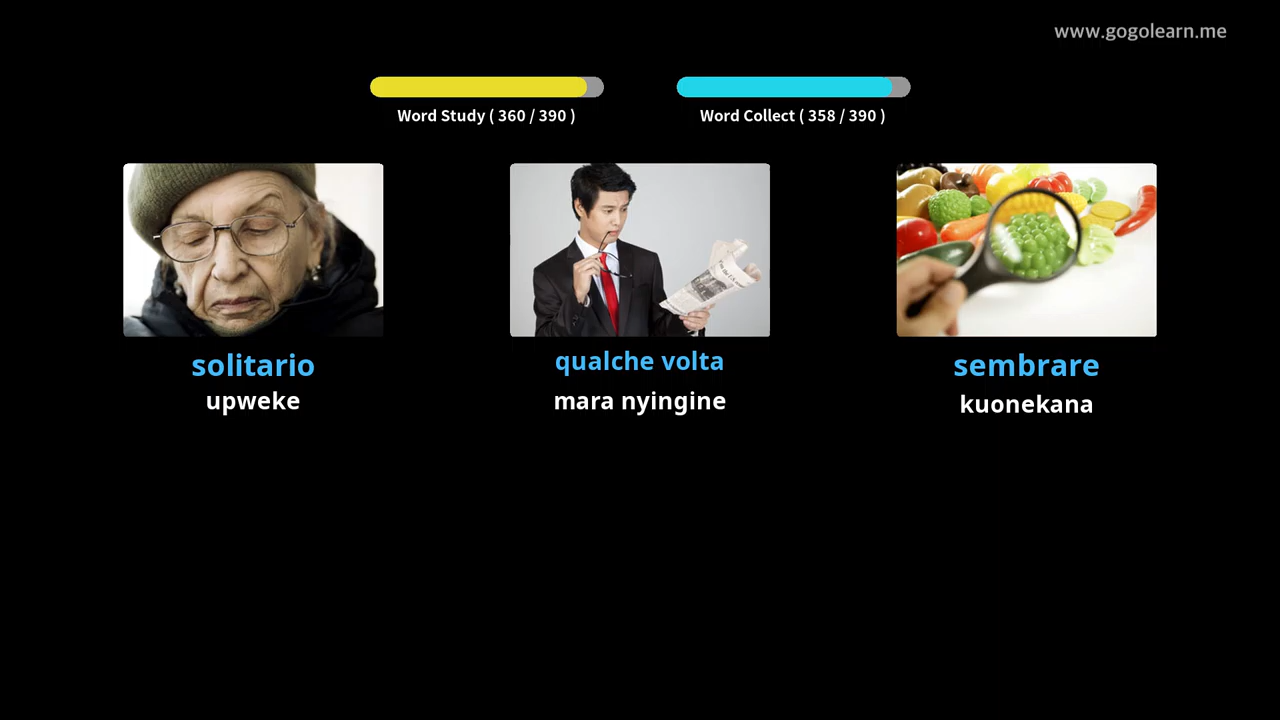 www.gogolearn.me
Word Study ( 360 / 390 )
Word Collect ( 358 / 390 )
solitario
upweke
qualche volta
mara nyingine
sembrare
kuonekana